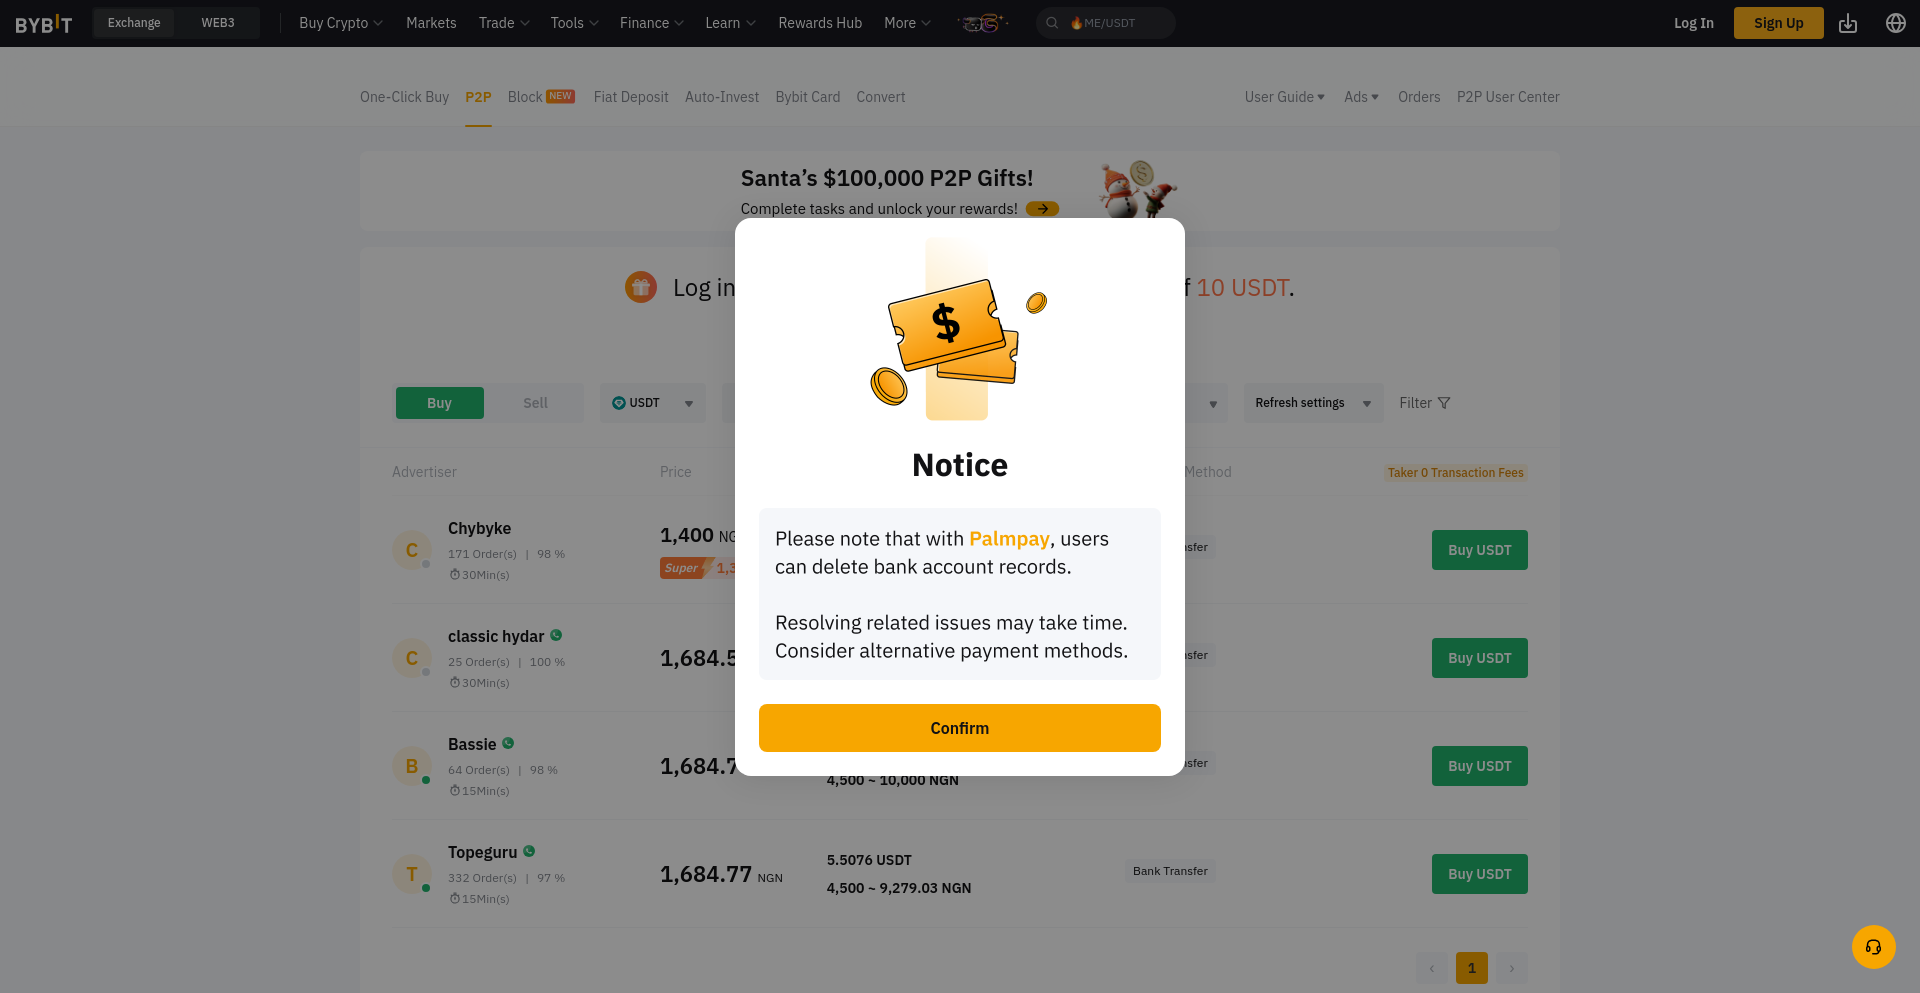 BYBIT
Exchange
WEB3
Buy Crypto
Markets
Trade
Tools
Finance
Learn
Rewards Hub
More
ME/USDT
Log In
Sign Up
One-Click Buy
P2P
Block NEW
Fiat Deposit
Auto-Invest
Bybit Card
Convert
User Guide
Ads
Orders
P2P User Center
Santa’s $100,000 P2P Gifts!
Complete tasks and unlock your rewards!
Log in
10 USDT.
$
Notice
Please note that with Palmpay, users
can delete bank account records.
Resolving related issues may take time.
Consider alternative payment methods.
Confirm
Buy
Sell
USDT
Refresh settings
Filter
Advertiser
Price
Method
Taker 0 Transaction Fees
C
Chybyke
171 Order(s) | 98 %
30Min(s)
1,400
Super
Buy USDT
C
classic hydar
25 Order(s) | 100 %
30Min(s)
1,684.5
Buy USDT
B
Bassie
64 Order(s) | 98 %
15Min(s)
1,684.7
4,500 ~ 10,000 NGN
Buy USDT
T
Topeguru
332 Order(s) | 97 %
15Min(s)
1,684.77 NGN
5.5076 USDT
4,500 ~ 9,279.03 NGN
Bank Transfer
Buy USDT
1